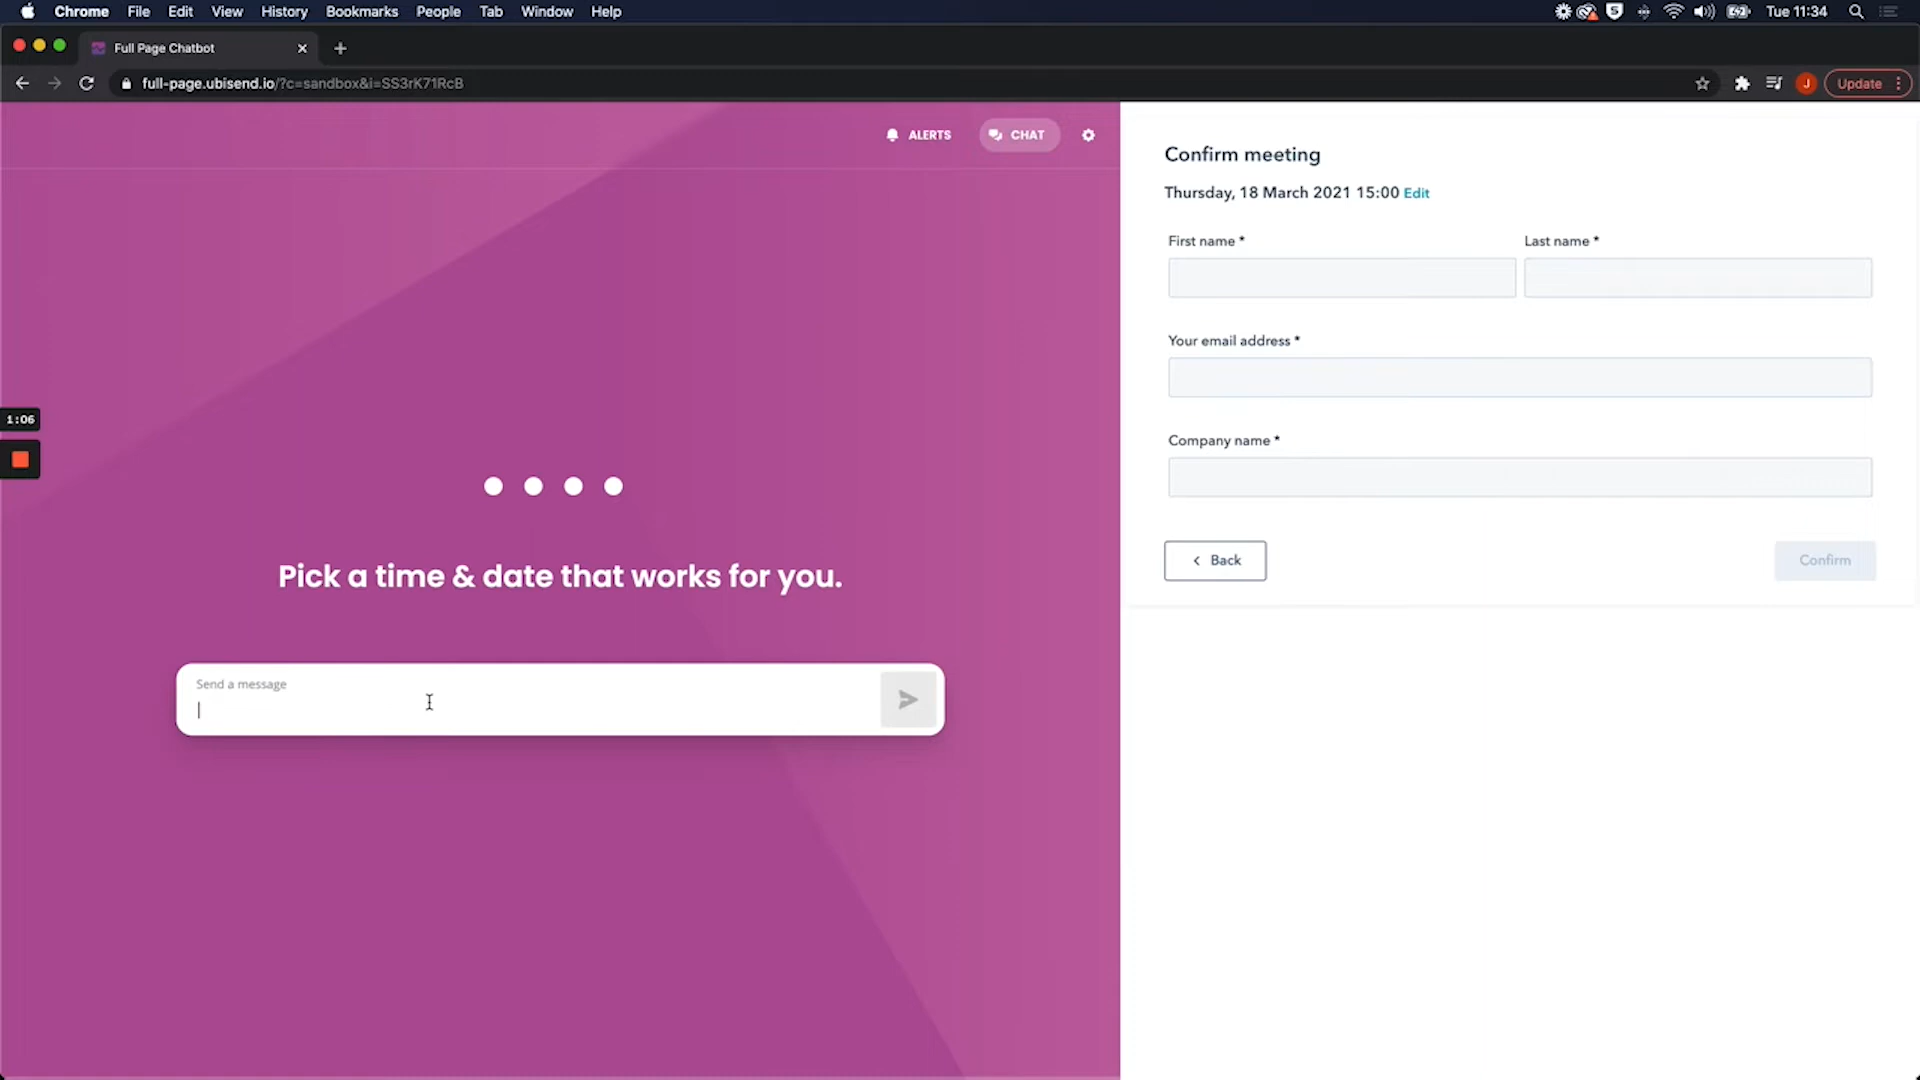 Chrome File Edit View History Bookmarks People Tab Window Help Tue 11:34
Full Page Chatbot
full-page.ubisend.io/?c=sandbox&i=SS3rK71RcB J Update
ALERTS CHAT
Confirm meeting
Thursday, 18 March 2021 15:00 Edit
First name * Last name *
Your email address *
1:06
Company name *
Back Confirm
Pick a time & date that works for you.
Send a message